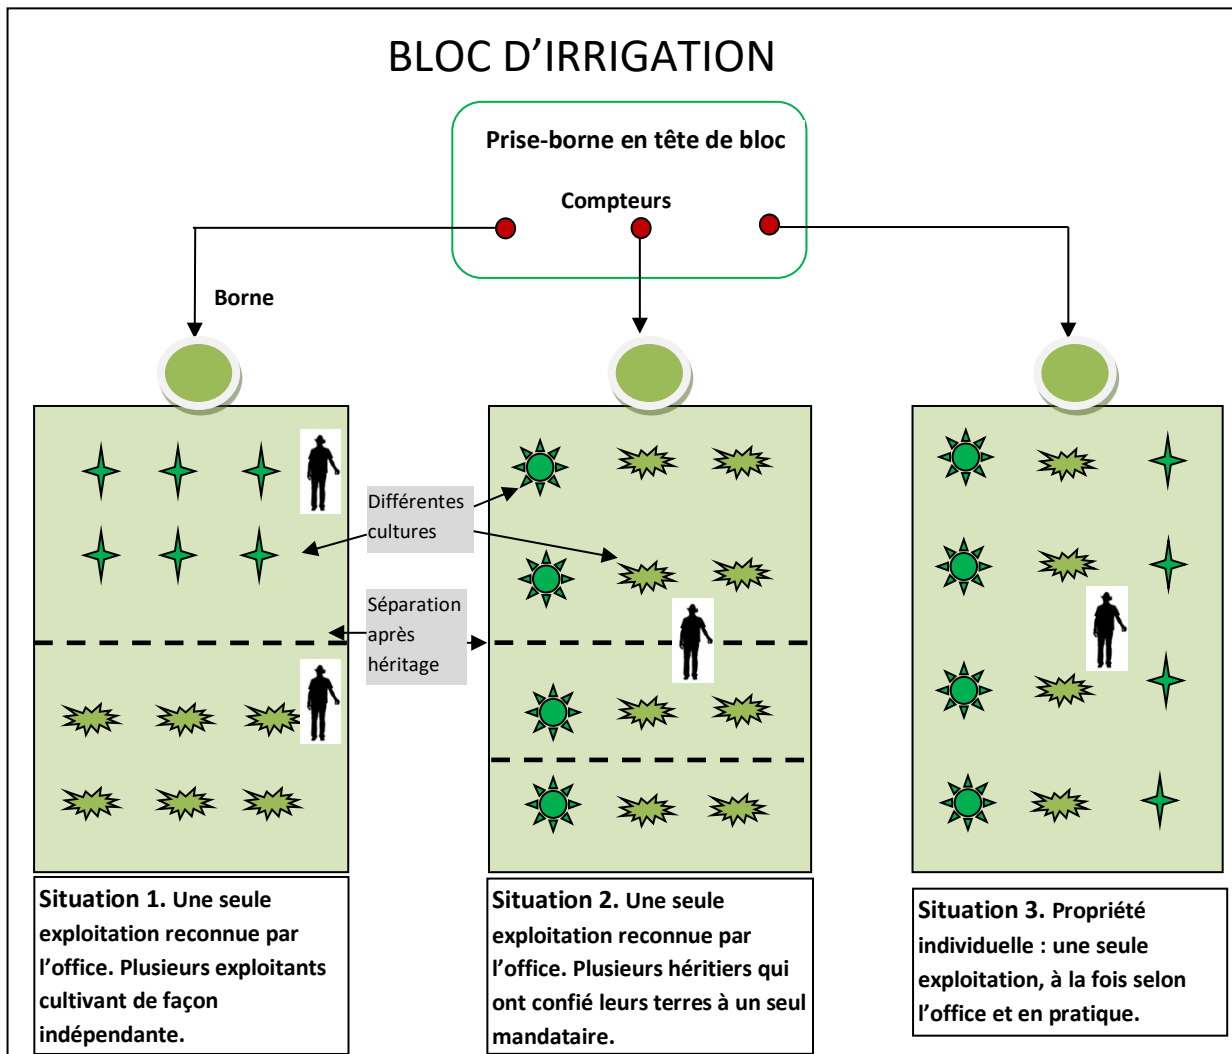 BLOC D’IRRIGATION
Prise-borne en tête de bloc
Compteurs
Borne
Différentes
cultures
Séparation
après
héritage
Situation 1. Une seule
exploitation reconnue par
l’office. Plusieurs exploitants
cultivant de façon
indépendante.
Situation 2. Une seule
exploitation reconnue par
l’office. Plusieurs héritiers qui
ont confié leurs terres à un seul
mandataire.
Situation 3. Propriété
individuelle : une seule
exploitation, à la fois selon
l’office et en pratique.